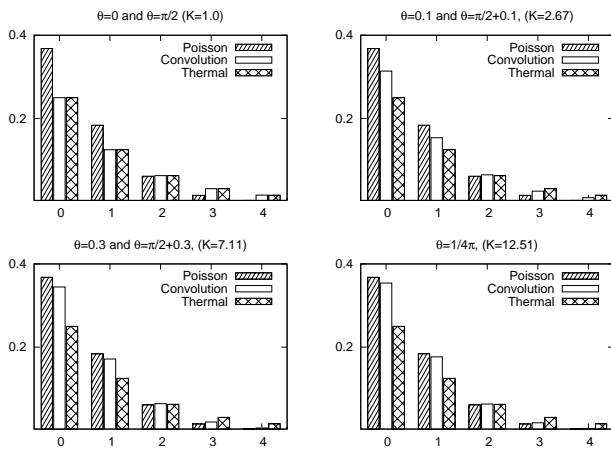 θ=0 and θ=π/2 (K=1.0)
0.4
0.2
Poisson
Convolution
Thermal
0 1 2 3 4
θ=0.1 and θ=π/2+0.1, (K=2.67)
0.4
0.2
Poisson
Convolution
Thermal
0 1 2 3 4
θ=0.3 and θ=π/2+0.3, (K=7.11)
0.4
0.2
Poisson
Convolution
Thermal
0 1 2 3 4
θ=1/4π, (K=12.51)
0.4
0.2
Poisson
Convolution
Thermal
0 1 2 3 4